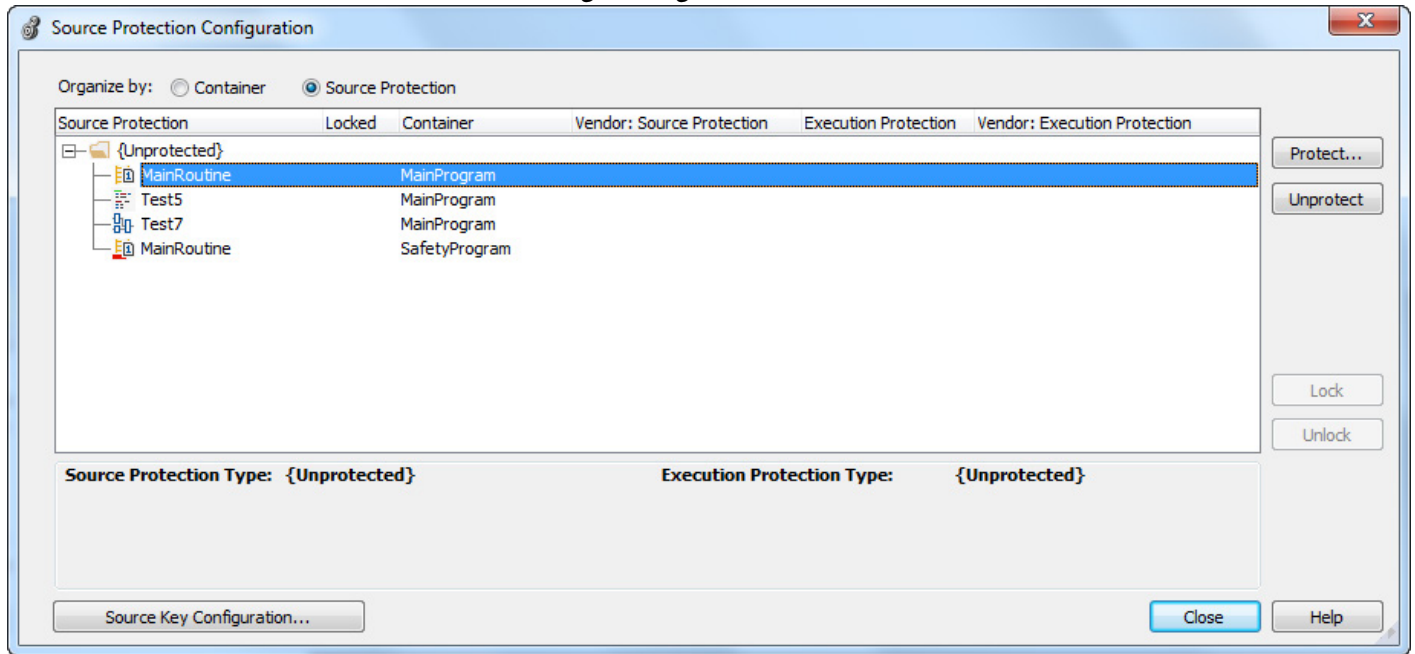 Source Protection Configuration
Organize by: Container Source Protection
Source Protection Locked Container Vendor: Source Protection Execution Protection Vendor: Execution Protection
{Unprotected}
MainRoutine MainProgram
Test5 MainProgram
Test7 MainProgram
MainRoutine SafetyProgram
Protect...
Unprotect
Lock
Unlock
Source Protection Type: {Unprotected} Execution Protection Type: {Unprotected}
Source Key Configuration... Close Help